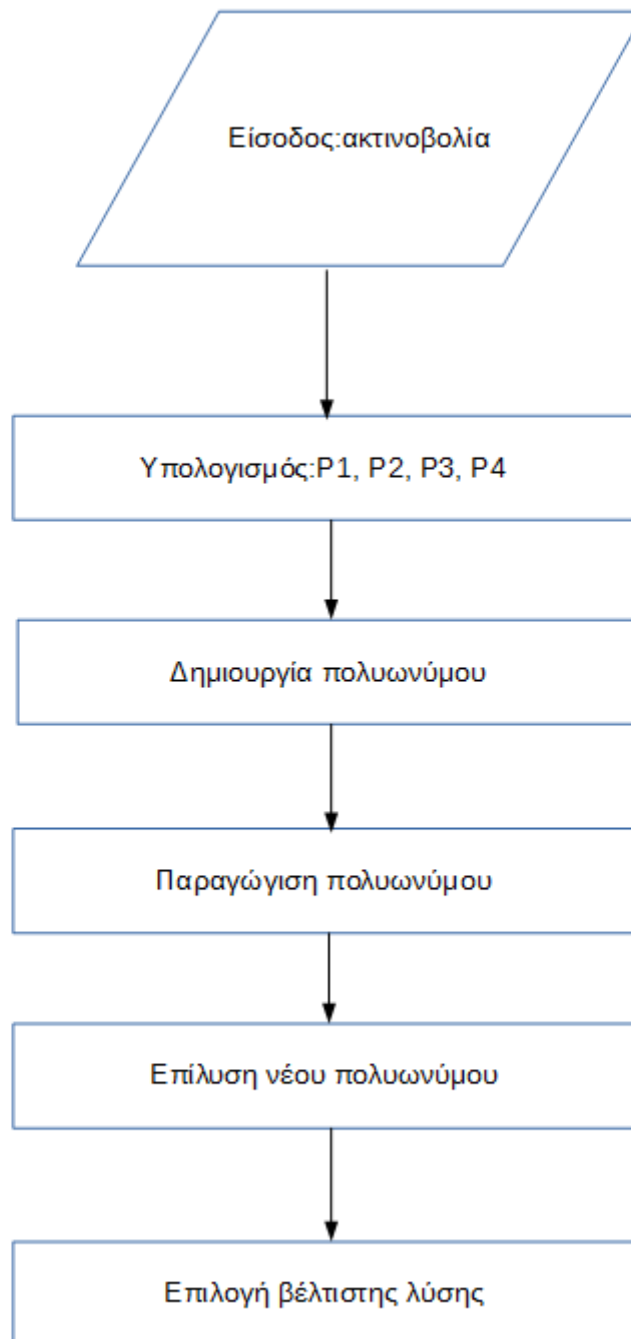 Είσοδος:ακτινοβολία
Υπολογισμός:P1, P2, P3, P4
Δημιουργία πολυωνύμου
Παραγώγιση πολυωνύμου
Επίλυση νέου πολυωνύμου
Επιλογή βέλτιστης λύσης